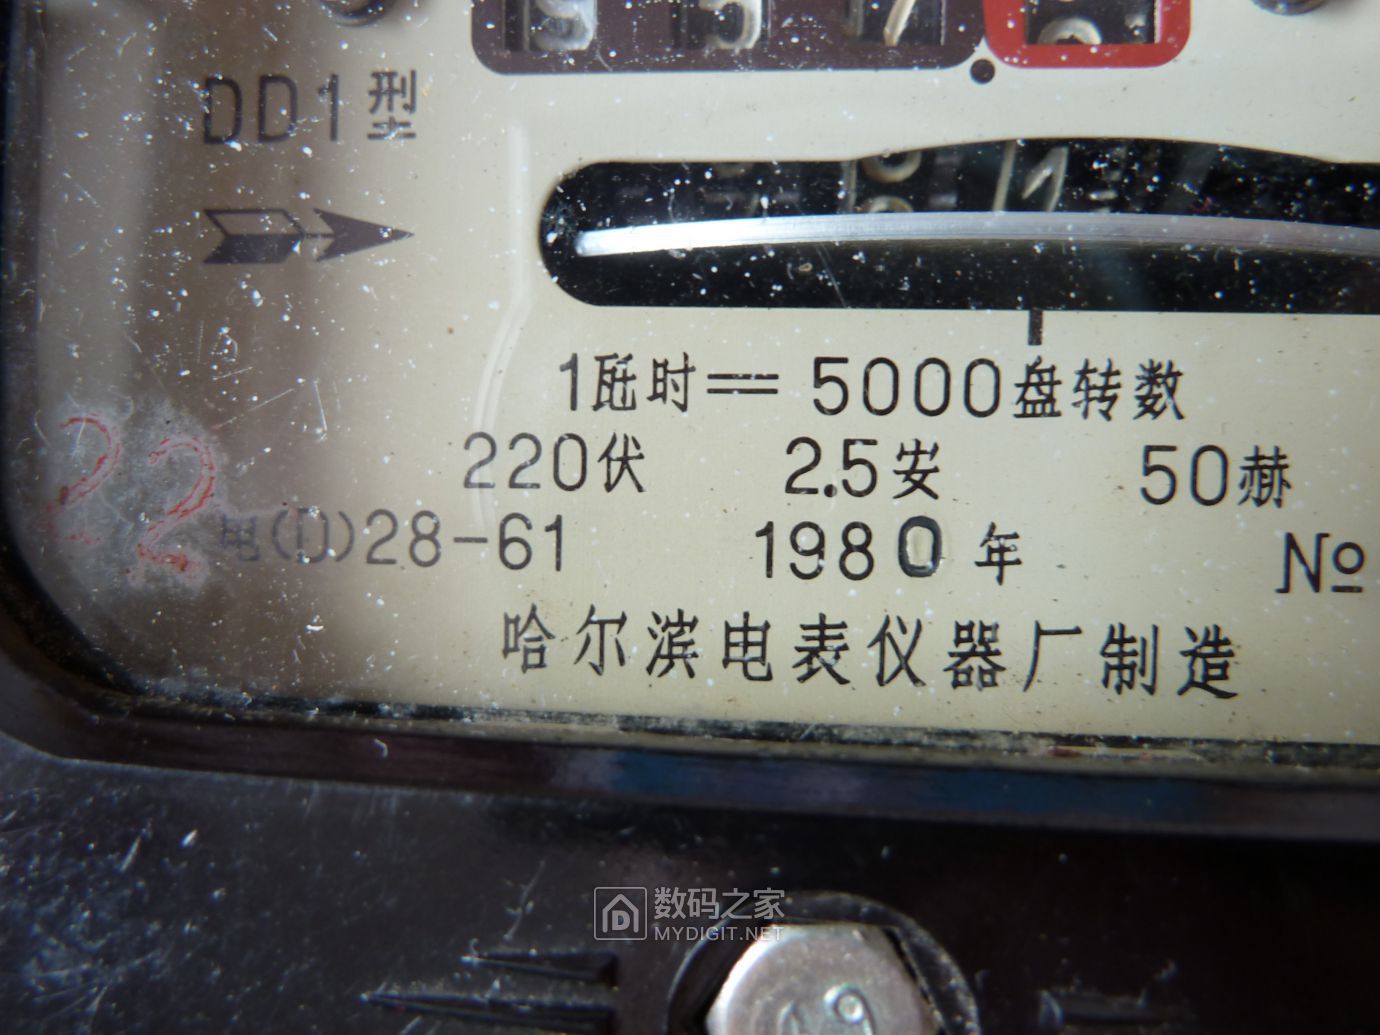 957
DD1型
1瓩时=5000盘转数
220伏 2.5安 50赫
22
电(D)28-61 1980年 №
哈尔滨电表仪器厂制造
数码之家
MYDIGIT.NET